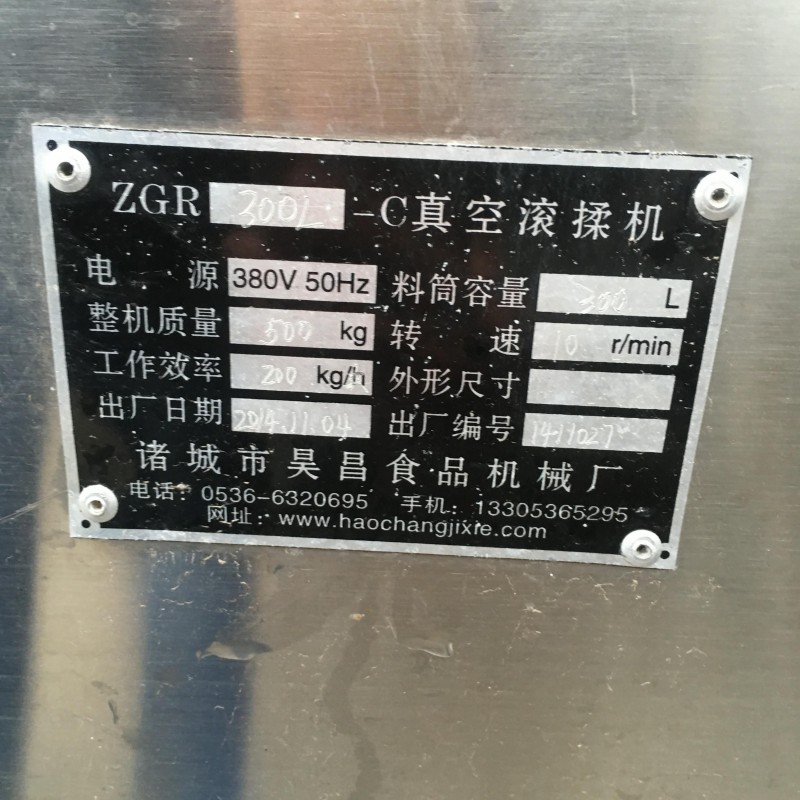 ZGR 300L -C真空滚揉机
电源 380V 50Hz 料筒容量 300 L
整机质量 500 kg 转速 10 r/min
工作效率 200 kg/h 外形尺寸
出厂日期 2014.11.04 出厂编号 1411027
诸城市昊昌食品机械厂
电话：0536-6320695 手机：13305365295
网址：www.haochangjixie.com